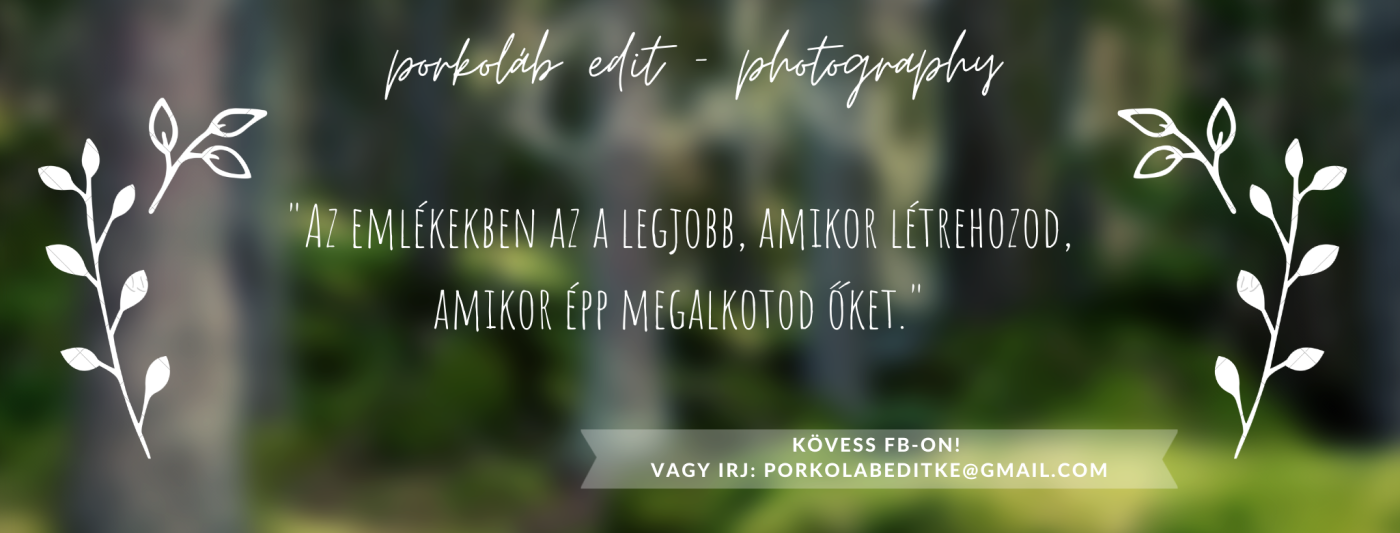 porkoláb edit - photography
"Az emlékekben az a legjobb, amikor létrehozod,
amikor épp megalkotod őket."
KÖVESS FB-ON!
VAGY IRJ: PORKOLABEDITKE@GMAIL.COM